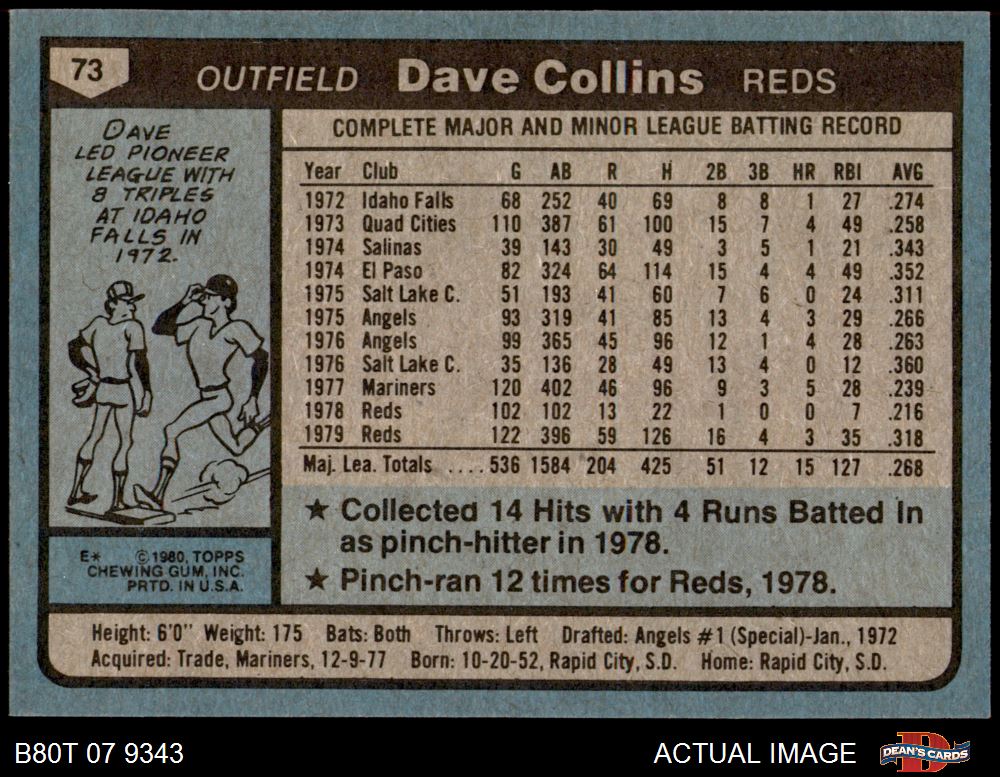 73
OUTFIELD Dave Collins REDS
DAVE
LED PIONEER
LEAGUE WITH
8 TRIPLES
AT IDAHO
FALLS IN
1972.
COMPLETE MAJOR AND MINOR LEAGUE BATTING RECORD
Year Club G AB R H 2B 3B HR RBI AVG
1972 Idaho Falls 68 252 40 69 8 8 1 27 .274
1973 Quad Cities 110 387 61 100 15 7 4 49 .258
1974 Salinas 39 143 30 49 3 5 1 21 .343
1974 El Paso 82 324 64 114 15 4 4 49 .352
1975 Salt Lake C. 51 193 41 60 7 6 0 24 .311
1975 Angels 93 319 41 85 13 4 3 29 .266
1976 Angels 99 365 45 96 12 1 4 28 .263
1976 Salt Lake C. 35 136 28 49 13 4 0 12 .360
1977 Mariners 120 402 46 96 9 3 5 28 .239
1978 Reds 102 102 13 22 1 0 0 7 .216
1979 Reds 122 396 59 126 16 4 3 35 .318
Maj. Lea. Totals .... 536 1584 204 425 51 12 15 127 .268
★ Collected 14 Hits with 4 Runs Batted In
as pinch-hitter in 1978.
★ Pinch-ran 12 times for Reds, 1978.
E* © 1980, TOPPS
CHEWING GUM, INC.
PRTD. IN U.S.A.
Height: 6'0" Weight: 175 Bats: Both Throws: Left Drafted: Angels #1 (Special)-Jan., 1972
Acquired: Trade, Mariners, 12-9-77 Born: 10-20-52, Rapid City, S.D. Home: Rapid City, S.D.
B80T 07 9343 ACTUAL IMAGE DEAN'S CARDS